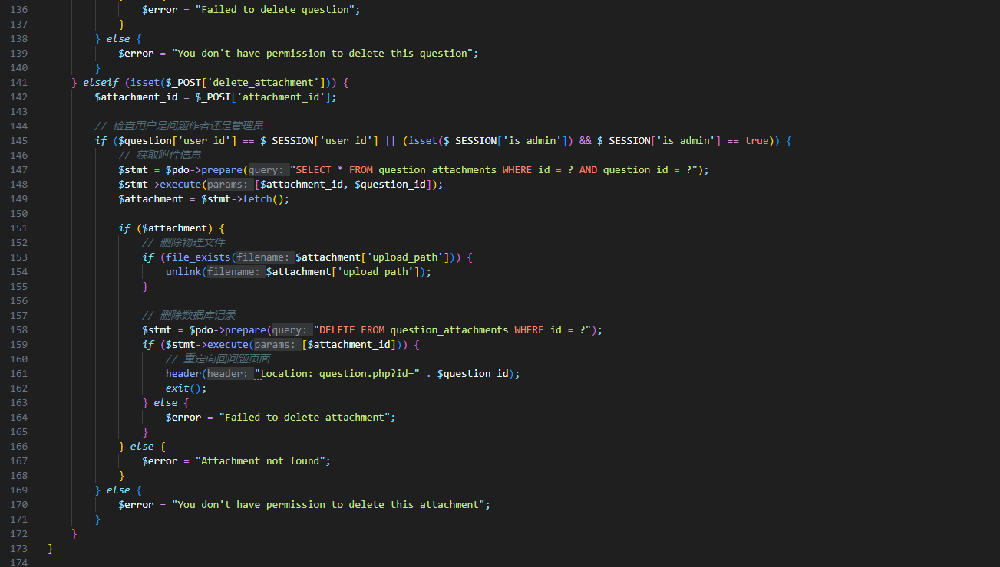 136 $error = "Failed to delete question";
137 }
138 } else {
139 $error = "You don't have permission to delete this question";
140 }
141 } elseif (isset($_POST['delete_attachment'])) {
142 $attachment_id = $_POST['attachment_id'];
143
144 // 检查用户是问题作者还是管理员
145 if ($question['user_id'] == $_SESSION['user_id'] || (isset($_SESSION['is_admin']) && $_SESSION['is_admin'] == true)) {
146 // 获取附件信息
147 $stmt = $pdo->prepare(query: "SELECT * FROM question_attachments WHERE id = ? AND question_id = ?");
148 $stmt->execute(params: [$attachment_id, $question_id]);
149 $attachment = $stmt->fetch();
150
151 if ($attachment) {
152 // 删除物理文件
153 if (file_exists(filename: $attachment['upload_path'])) {
154 unlink(filename: $attachment['upload_path']);
155 }
156
157 // 删除数据库记录
158 $stmt = $pdo->prepare(query: "DELETE FROM question_attachments WHERE id = ?");
159 if ($stmt->execute(params: [$attachment_id])) {
160 // 重定向回问题页面
161 header(header: "Location: question.php?id=" . $question_id);
162 exit();
163 } else {
164 $error = "Failed to delete attachment";
165 }
166 } else {
167 $error = "Attachment not found";
168 }
169 } else {
170 $error = "You don't have permission to delete this attachment";
171 }
172 }
173 }
174